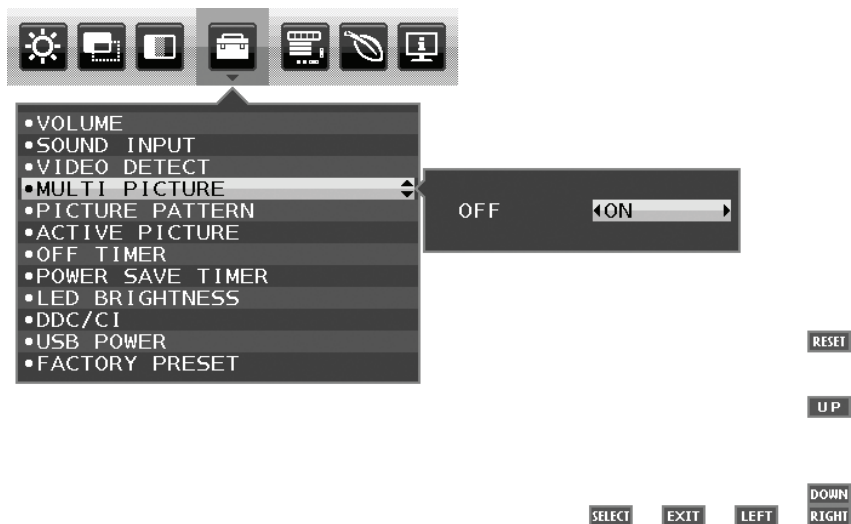 •VOLUME
•SOUND INPUT
•VIDEO DETECT
•MULTI PICTURE
OFF ON
•PICTURE PATTERN
•ACTIVE PICTURE
•OFF TIMER
•POWER SAVE TIMER
•LED BRIGHTNESS
•DDC/CI
•USB POWER
•FACTORY PRESET
RESET
UP
DOWN
SELECT EXIT LEFT RIGHT